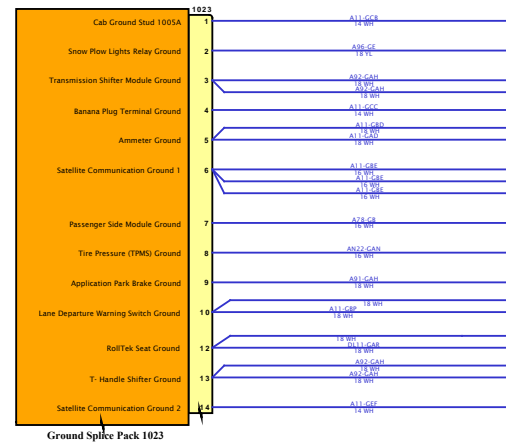 1023
Cab Ground Stud 1005A 1 A11-GCB
14 WH
Snow Plow Lights Relay Ground 2 A96-GE
18 YL
Transmission Shifter Module Ground 3 A92-GAH
18 WH
A92-GAH
18 WH
Banana Plug Terminal Ground 4 A11-GCC
14 WH
A11-GBD
18 WH
Ammeter Ground 5 A11-GAD
18 WH
Satellite Communication Ground 1 6 A11-GBE
16 WH
A11-GBE
16 WH
A11-GBE
16 WH
Passenger Side Module Ground 7 A78-GB
16 WH
Tire Pressure (TPMS) Ground 8 AN22-GAN
16 WH
Application Park Brake Ground 9 A91-GAH
18 WH
18 WH
Lane Departure Warning Switch Ground 10 A11-GBP
18 WH
18 WH
RollTek Seat Ground 12 DL11-GAR
18 WH
A92-GAH
18 WH
T- Handle Shifter Ground 13 A92-GAH
18 WH
Satellite Communication Ground 2 14 A11-GEF
14 WH
Ground Splice Pack 1023